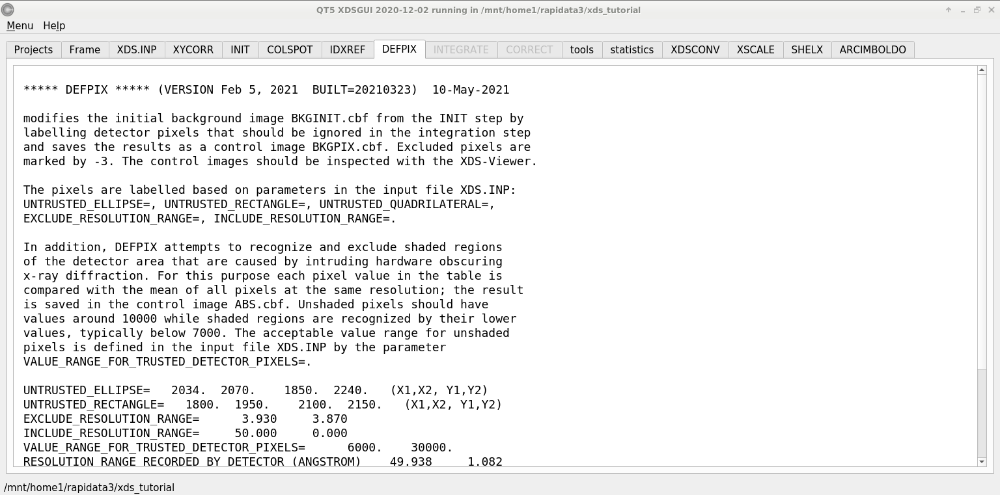 QT5 XDSGUI 2020-12-02 running in /mnt/home1/rapidata3/xds_tutorial
Menu Help
Projects Frame XDS.INP XYCORR INIT COLSPOT IDXREF DEFPIX INTEGRATE CORRECT tools statistics XDSCONV XSCALE SHELX ARCIMBOLDO
***** DEFPIX ***** (VERSION Feb 5, 2021  BUILT=20210323)  10-May-2021
modifies the initial background image BKGINIT.cbf from the INIT step by
labelling detector pixels that should be ignored in the integration step
and saves the results as a control image BKGPIX.cbf. Excluded pixels are
marked by -3. The control images should be inspected with the XDS-Viewer.
The pixels are labelled based on parameters in the input file XDS.INP:
UNTRUSTED_ELLIPSE=, UNTRUSTED_RECTANGLE=, UNTRUSTED_QUADRILATERAL=,
EXCLUDE_RESOLUTION_RANGE=, INCLUDE_RESOLUTION_RANGE=.
In addition, DEFPIX attempts to recognize and exclude shaded regions
of the detector area that are caused by intruding hardware obscuring
x-ray diffraction. For this purpose each pixel value in the table is
compared with the mean of all pixels at the same resolution; the result
is saved in the control image ABS.cbf. Unshaded pixels should have
values around 10000 while shaded regions are recognized by their lower
values, typically below 7000. The acceptable value range for unshaded
pixels is defined in the input file XDS.INP by the parameter
VALUE_RANGE_FOR_TRUSTED_DETECTOR_PIXELS=.
UNTRUSTED_ELLIPSE=   2034.  2070.    1850.  2240.   (X1,X2, Y1,Y2)
UNTRUSTED_RECTANGLE=   1800.  1950.    2100.  2150.   (X1,X2, Y1,Y2)
EXCLUDE_RESOLUTION_RANGE=      3.930     3.870
INCLUDE_RESOLUTION_RANGE=     50.000     0.000
VALUE_RANGE_FOR_TRUSTED_DETECTOR_PIXELS=      6000.    30000.
RESOLUTION RANGE RECORDED BY DETECTOR (ANGSTROM)    49.938     1.082
/mnt/home1/rapidata3/xds_tutorial